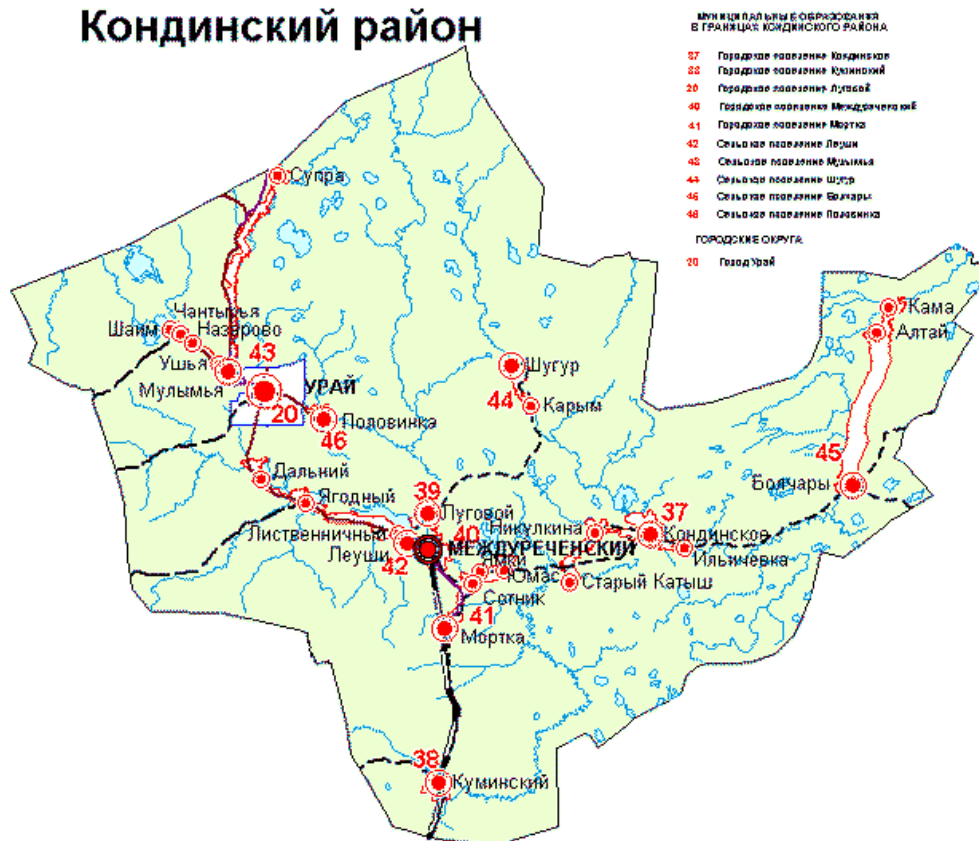 Кондинский район
МУНИЦИПАЛЬНЫЕ ОБРАЗОВАНИЯ
В ГРАНИЦАХ КОНДИНСКОГО РАЙОНА
37 Городское поселение Кондинское
38 Городское поселение Куминский
Городское поселение Луговой
40 Городское поселение Междуреченский
41 Городское поселение Мортка
42 Сельское поселение Леуши
43 Сельское поселение Мулымья
44 Сельское поселение Шугур
45 Сельское поселение Болчары
46 Сельское поселение Половинка
ГОРОДСКИЕ ОКРУГА
20 Город Урай
Супра
Кама
Алтай
Чантырья
Шаим
Назарово
43
Ушья
Мулымья
УРАЙ
20
Половинка
46
Шугур
44
Карым
45
Болчары
Дальний
Ягодный
39
Луговой
37
Никулкина
Кондинское
Лиственничный
40
Леуши
МЕЖДУРЕЧЕНСКИЙ
42
Ильичевка
Ямки
Юмас
Старый Катыш
Сотник
41
Мортка
38
Куминский